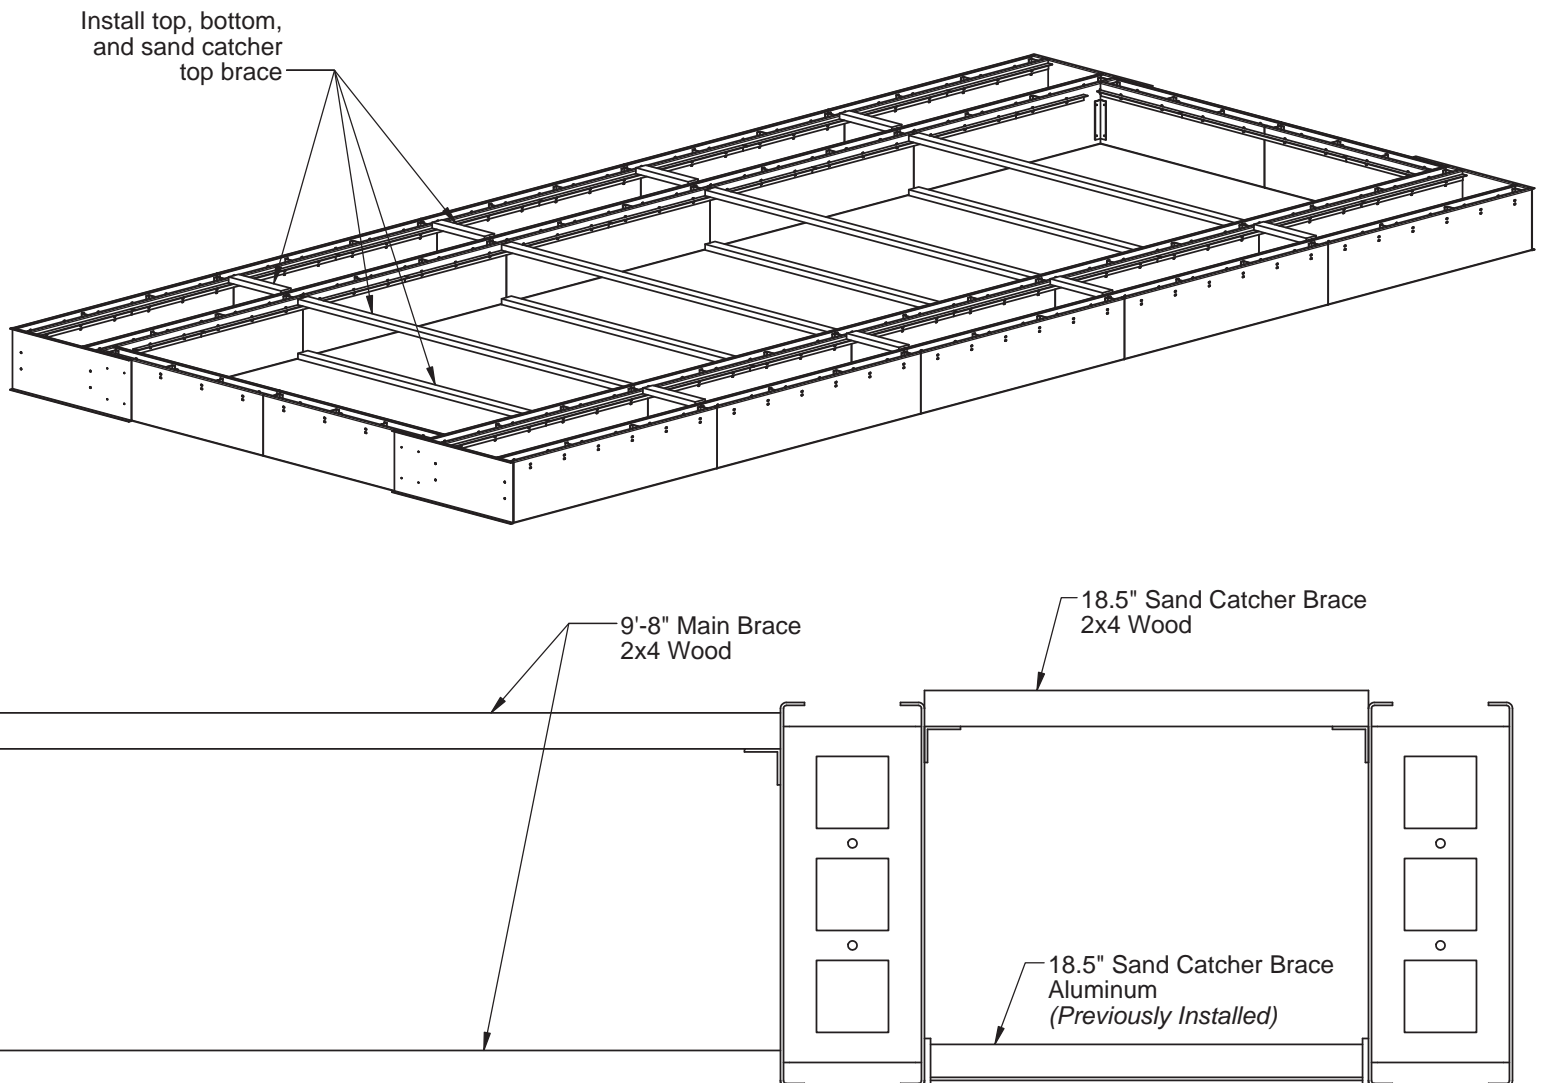 Install top, bottom,
and sand catcher
top brace
18.5" Sand Catcher Brace
2x4 Wood
9'-8" Main Brace
2x4 Wood
18.5" Sand Catcher Brace
Aluminum
(Previously Installed)